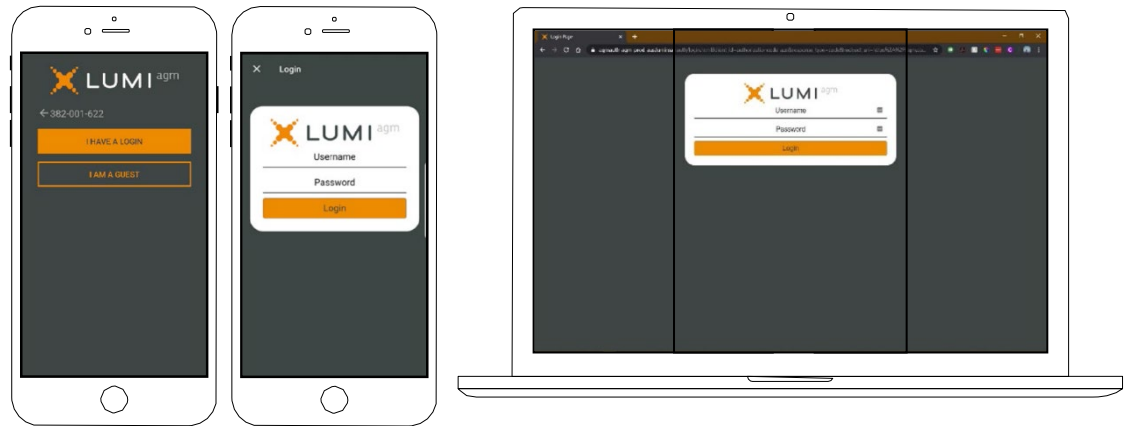 LUMI agm
382-001-622
I HAVE A LOGIN
I AM A GUEST
Login
LUMI agm
Username
Password
Login
Login Page
LUMI agm
Username
Password
Login